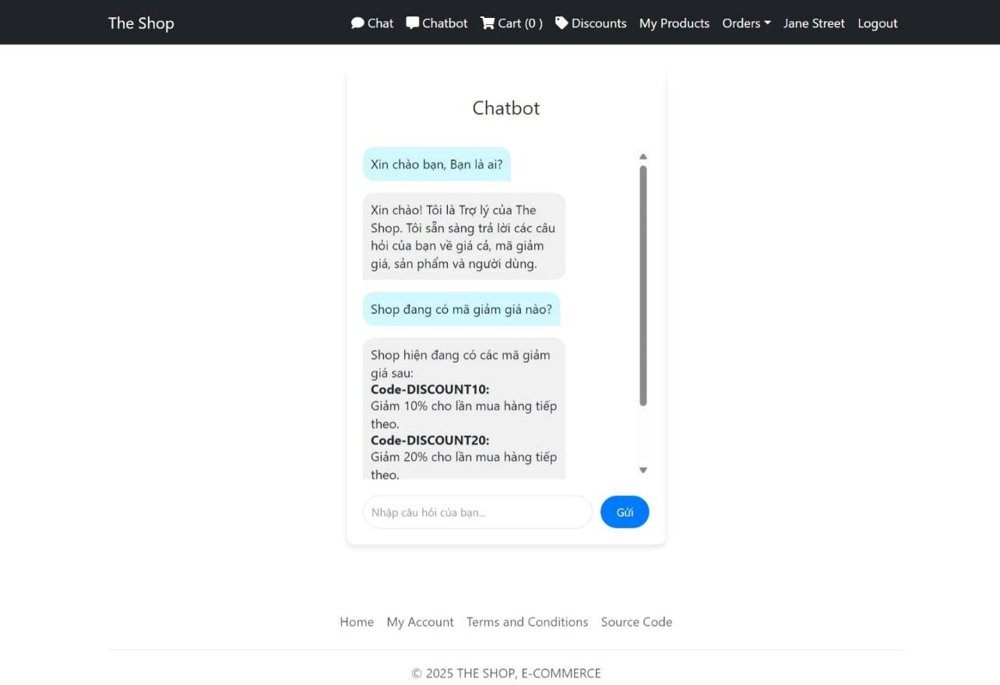 The Shop
Chat Chatbot Cart (0 ) Discounts My Products Orders Jane Street Logout
Chatbot
Xin chào bạn, Bạn là ai?
Xin chào! Tôi là Trợ lý của The
Shop. Tôi sẵn sàng trả lời các câu
hỏi của bạn về giá cả, mã giảm
giá, sản phẩm và người dùng.
Shop đang có mã giảm giá nào?
Shop hiện đang có các mã giảm
giá sau:
Code-DISCOUNT10:
Giảm 10% cho lần mua hàng tiếp
theo.
Code-DISCOUNT20:
Giảm 20% cho lần mua hàng tiếp
theo.
Nhập câu hỏi của bạn...
Gửi
Home My Account Terms and Conditions Source Code
© 2025 THE SHOP, E-COMMERCE